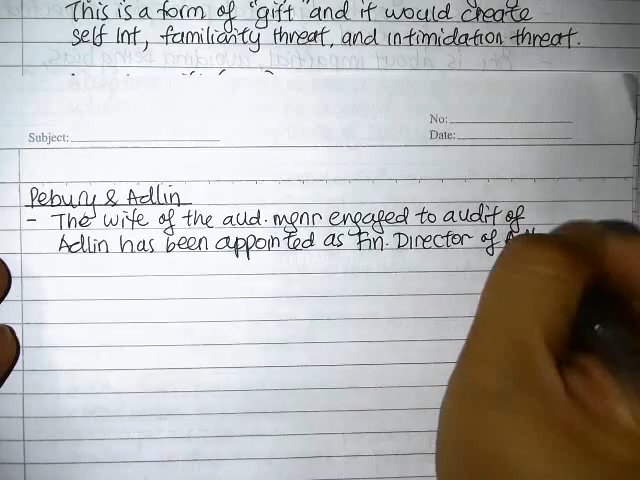 This is a form of "gift" and it would create
self Int, familiarity threat, and intimidation threat.
No:
Subject:
Date:
Pebury & Adlin
- The wife of the aud. mgnr engaged to audit of
Adlin has been appointed as Fin. Director of